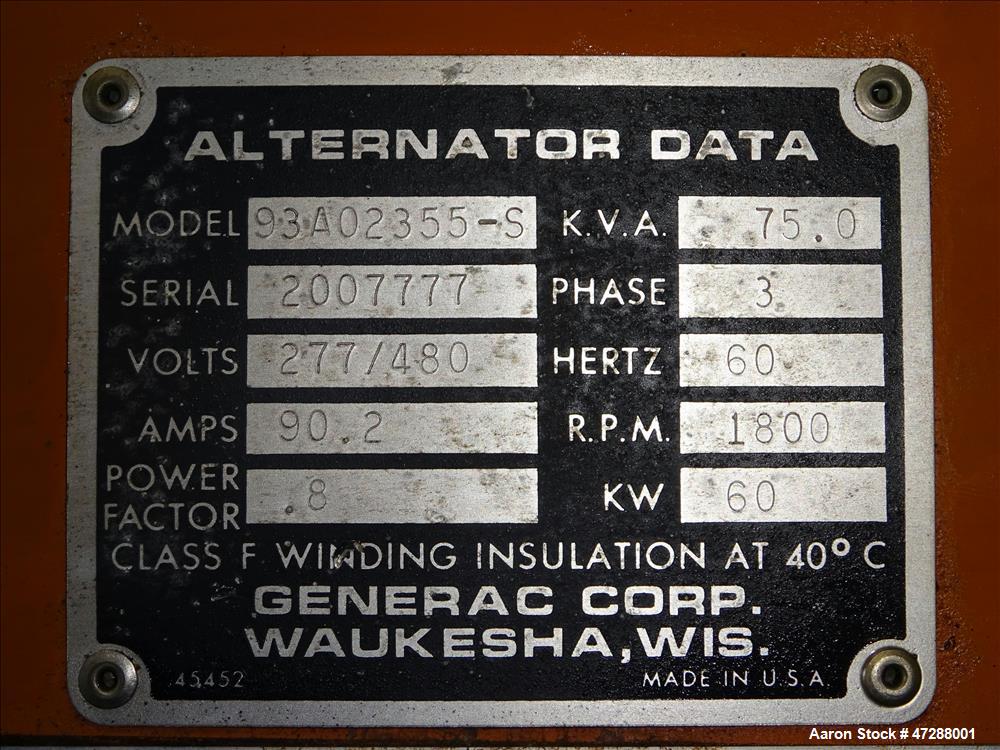 ALTERNATOR DATA
MODEL 93A02355-S K.V.A. 75.0
SERIAL 2007777 PHASE 3
VOLTS 277/480 HERTZ 60
AMPS 90.2 R.P.M. 1800
POWER FACTOR .8 KW 60
CLASS F WINDING INSULATION AT 40° C
GENERAC CORP.
WAUKESHA, WIS.
45452 MADE IN U.S.A.
Aaron Stock # 47288001